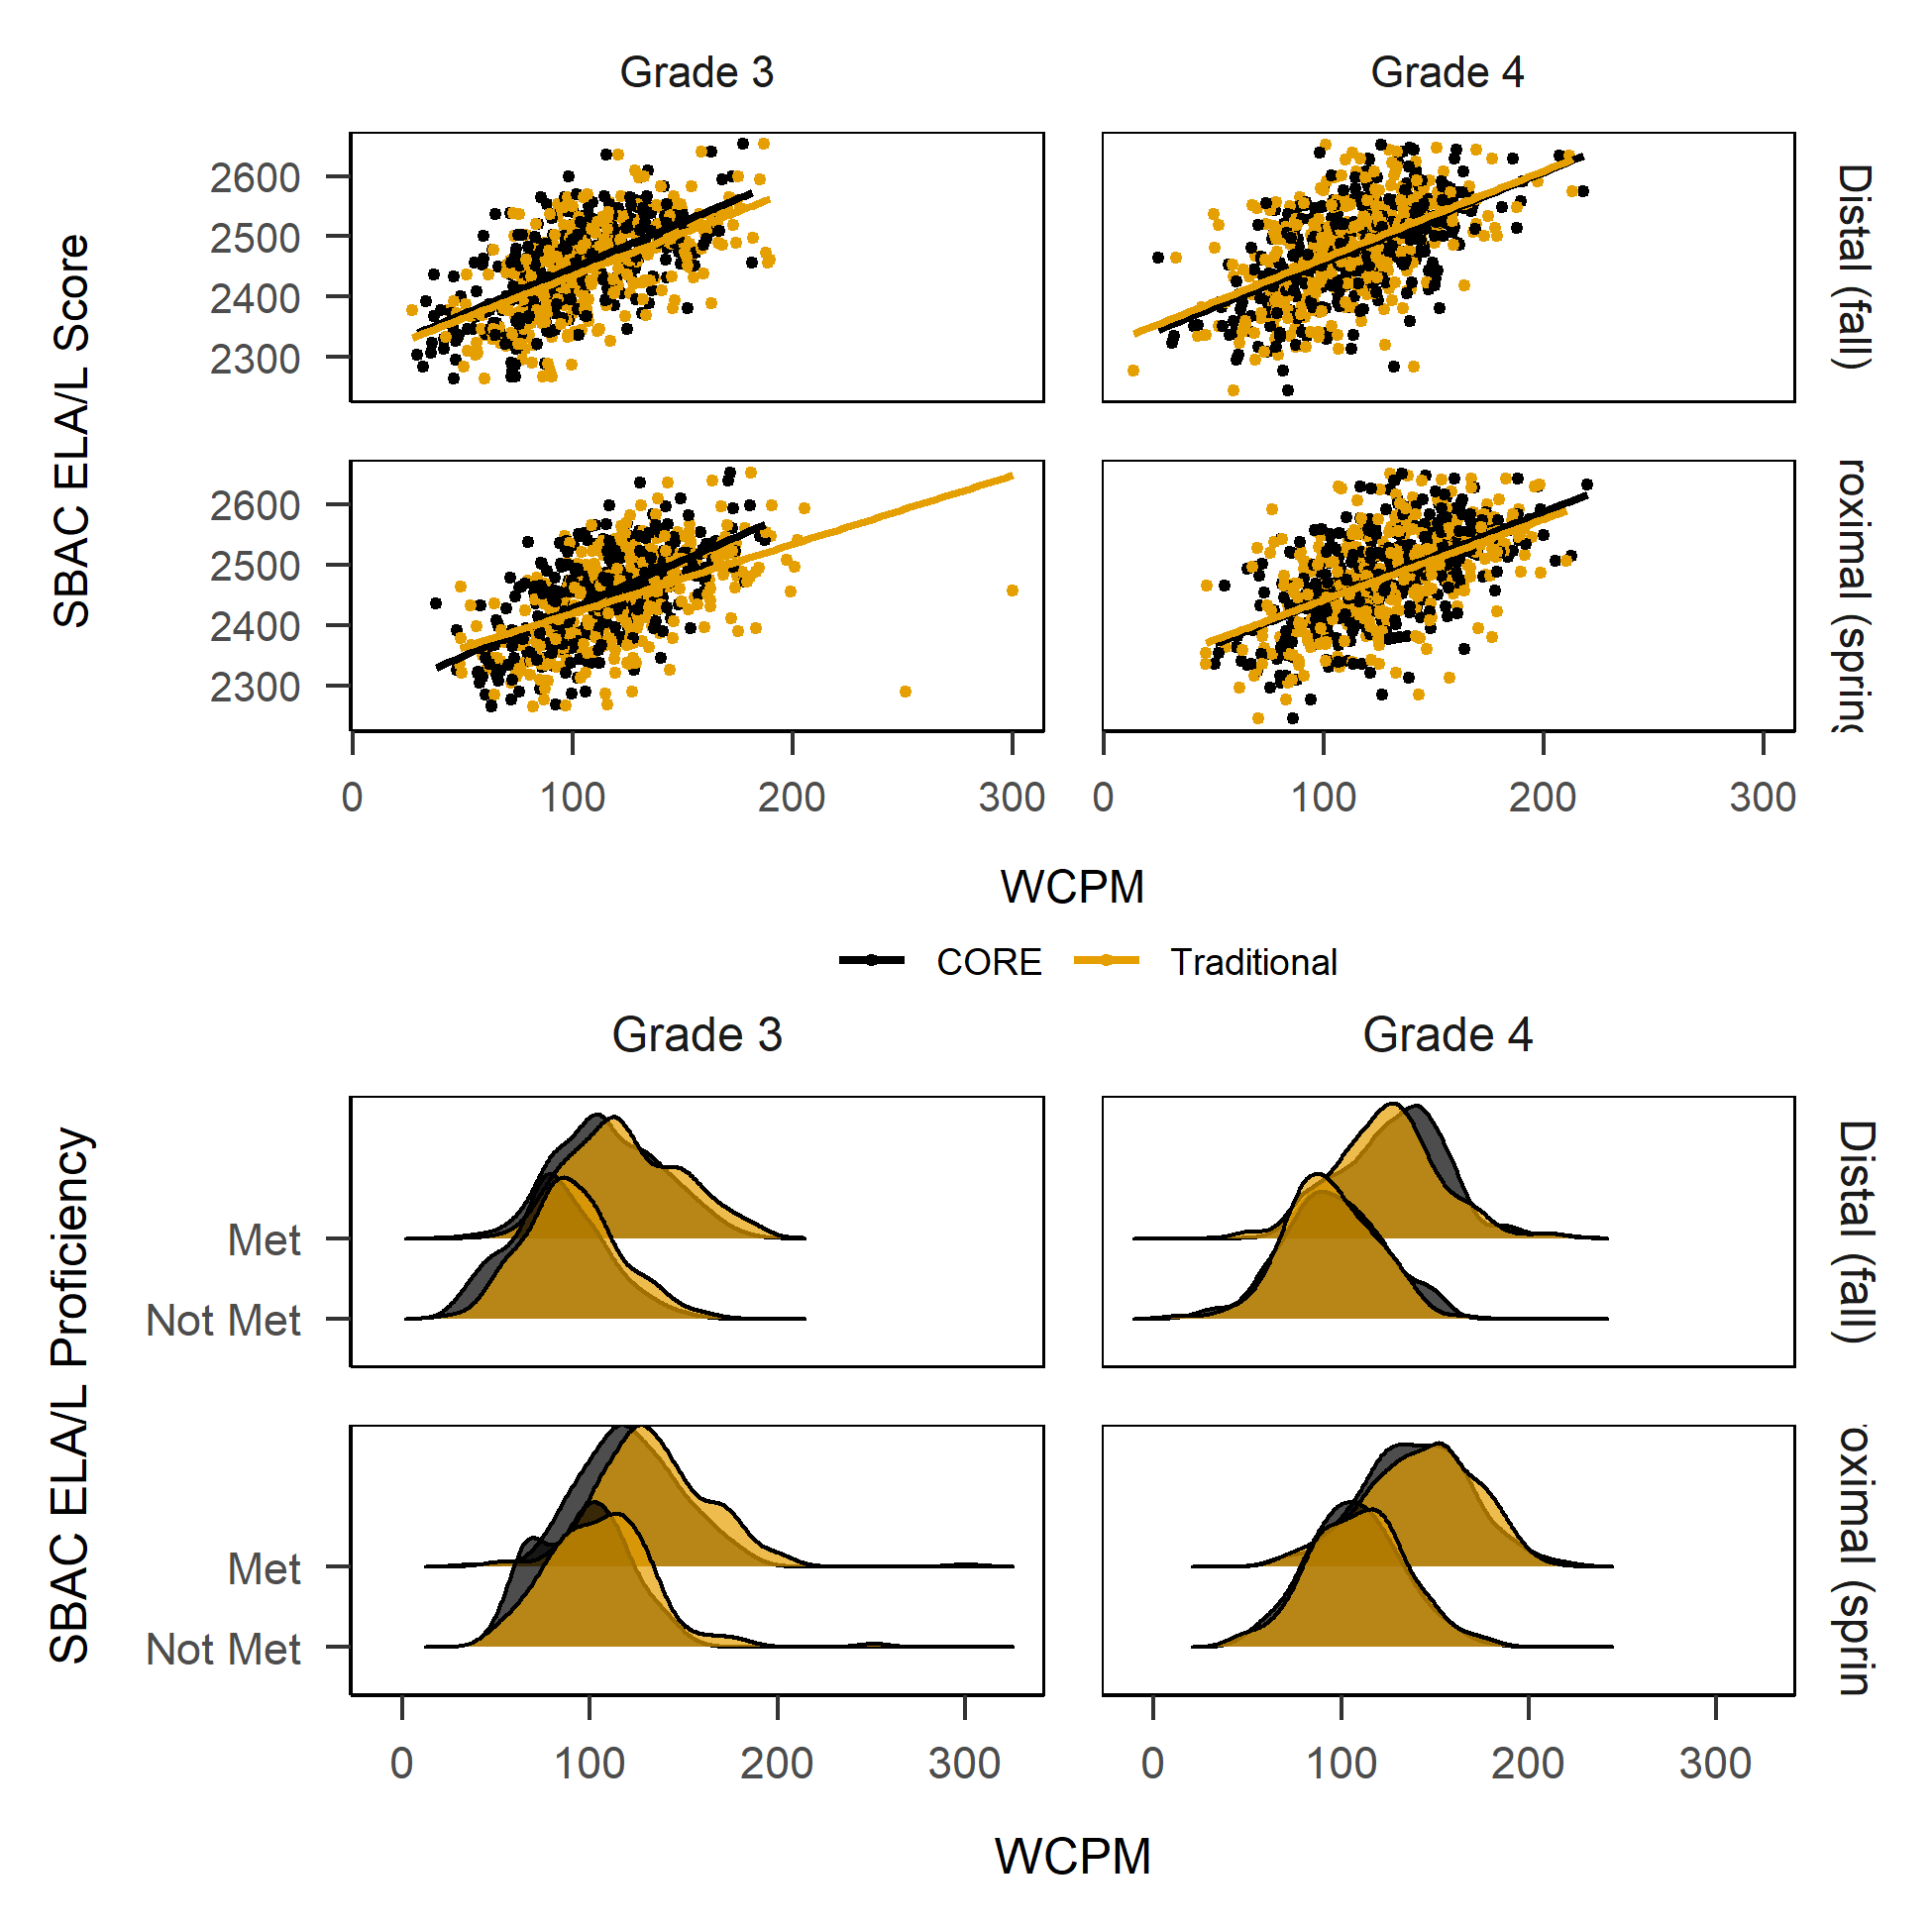 Grade 3 Grade 4
SBAC ELA/L Score
2600
2500
2400
2300
Distal (fall)
2600
2500
2400
2300
roximal (spring
0 100 200 300 0 100 200 300
WCPM
CORE Traditional
Grade 3 Grade 4
SBAC ELA/L Proficiency
Met
Not Met
Distal (fall)
Met
Not Met
oximal (sprin
0 100 200 300 0 100 200 300
WCPM